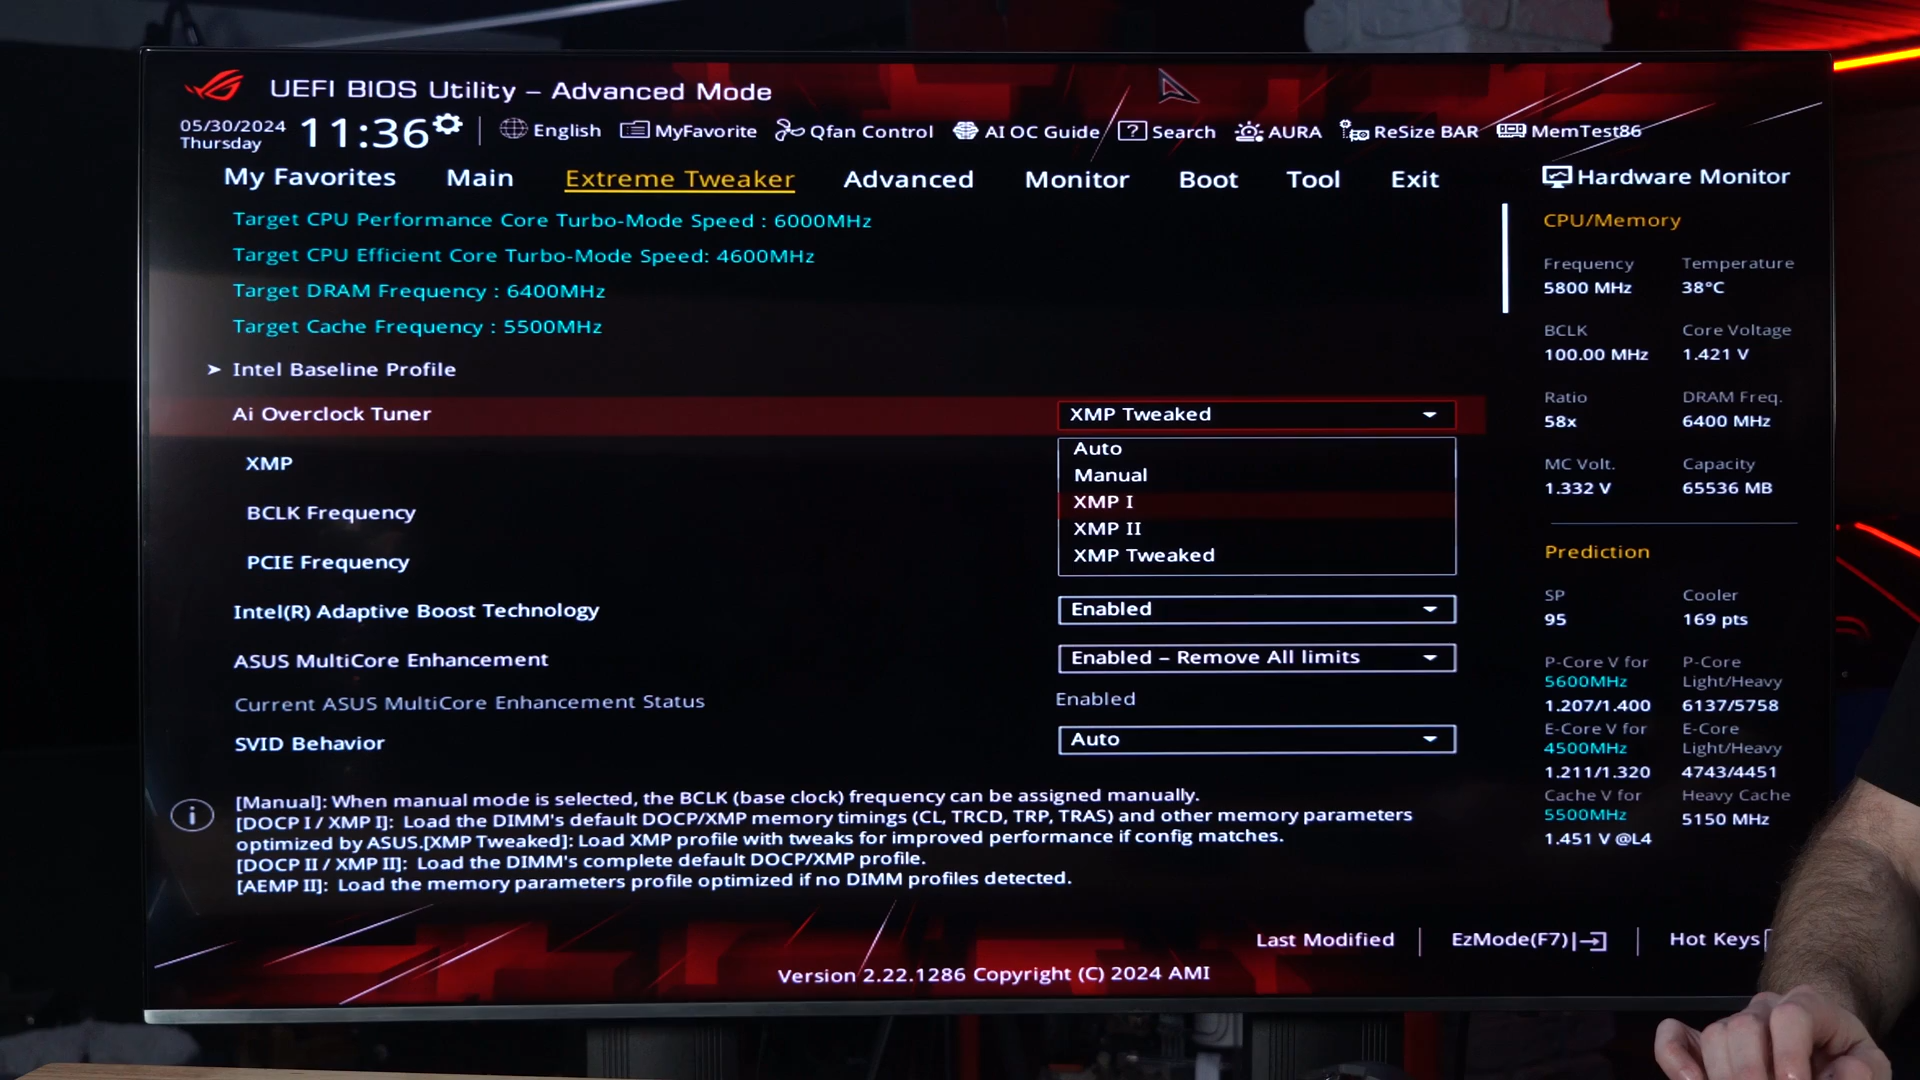 UEFI BIOS Utility – Advanced Mode
05/30/2024
Thursday
11:36
English
MyFavorite
Qfan Control
AI OC Guide
? Search
AURA
ReSize BAR
MemTest86
My Favorites
Main
Extreme Tweaker
Advanced
Monitor
Boot
Tool
Exit
Target CPU Performance Core Turbo-Mode Speed : 6000MHz
Target CPU Efficient Core Turbo-Mode Speed: 4600MHz
Target DRAM Frequency : 6400MHz
Target Cache Frequency : 5500MHz
Intel Baseline Profile
Ai Overclock Tuner
XMP Tweaked
Auto
Manual
XMP I
XMP II
XMP Tweaked
XMP
BCLK Frequency
PCIE Frequency
Intel(R) Adaptive Boost Technology
Enabled
ASUS MultiCore Enhancement
Enabled – Remove All limits
Current ASUS MultiCore Enhancement Status
Enabled
SVID Behavior
Auto
i
[Manual]: When manual mode is selected, the BCLK (base clock) frequency can be assigned manually.
[DOCP I / XMP I]: Load the DIMM's default DOCP/XMP memory timings (CL, TRCD, TRP, TRAS) and other memory parameters
optimized by ASUS.[XMP Tweaked]: Load XMP profile with tweaks for improved performance if config matches.
[DOCP II / XMP II]: Load the DIMM's complete default DOCP/XMP profile.
[AEMP II]: Load the memory parameters profile optimized if no DIMM profiles detected.
Hardware Monitor
CPU/Memory
Frequency
Temperature
5800 MHz
38°C
BCLK
Core Voltage
100.00 MHz
1.421 V
Ratio
DRAM Freq.
58x
6400 MHz
MC Volt.
Capacity
1.332 V
65536 MB
Prediction
SP
Cooler
95
169 pts
P-Core V for
P-Core
5600MHz
Light/Heavy
1.207/1.400
6137/5758
E-Core V for
E-Core
4500MHz
Light/Heavy
1.211/1.320
4743/4451
Cache V for
Heavy Cache
5500MHz
5150 MHz
1.451 V @L4
Last Modified
EzMode(F7)
Hot Keys
Version 2.22.1286 Copyright (C) 2024 AMI